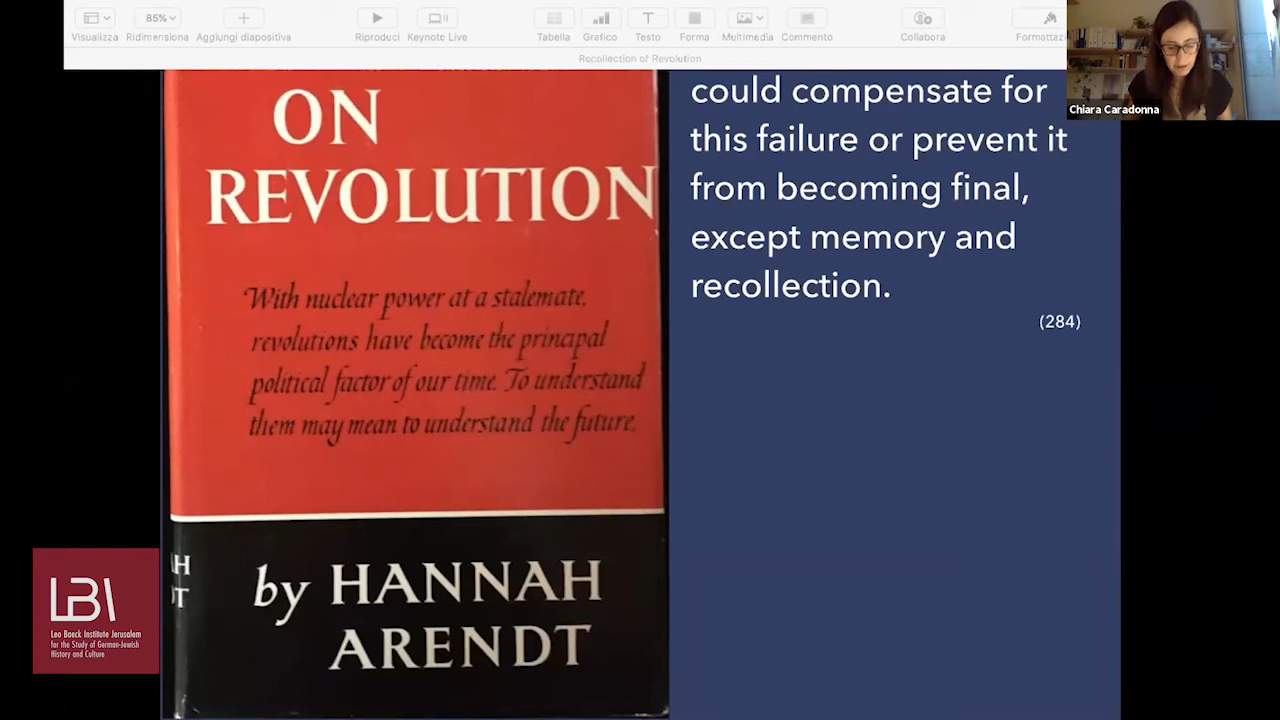 85%
Visualizza
Ridimensiona
Aggiungi diapositiva
Riproduci
Keynote Live
Tabella
Grafico
Testo
Forma
Multimedia
Commento
Collabora
Recollection of Revolution
Chiara Caradonna
ON
REVOLUTION
With nuclear power at a stalemate,
revolutions have become the principal
political factor of our time. To understand
them may mean to understand the future.
by HANNAH
ARENDT
could compensate for
this failure or prevent it
from becoming final,
except memory and
recollection.
(284)
LBI
Leo Baeck Institute Jerusalem
for the Study of German-Jewish
History and Culture